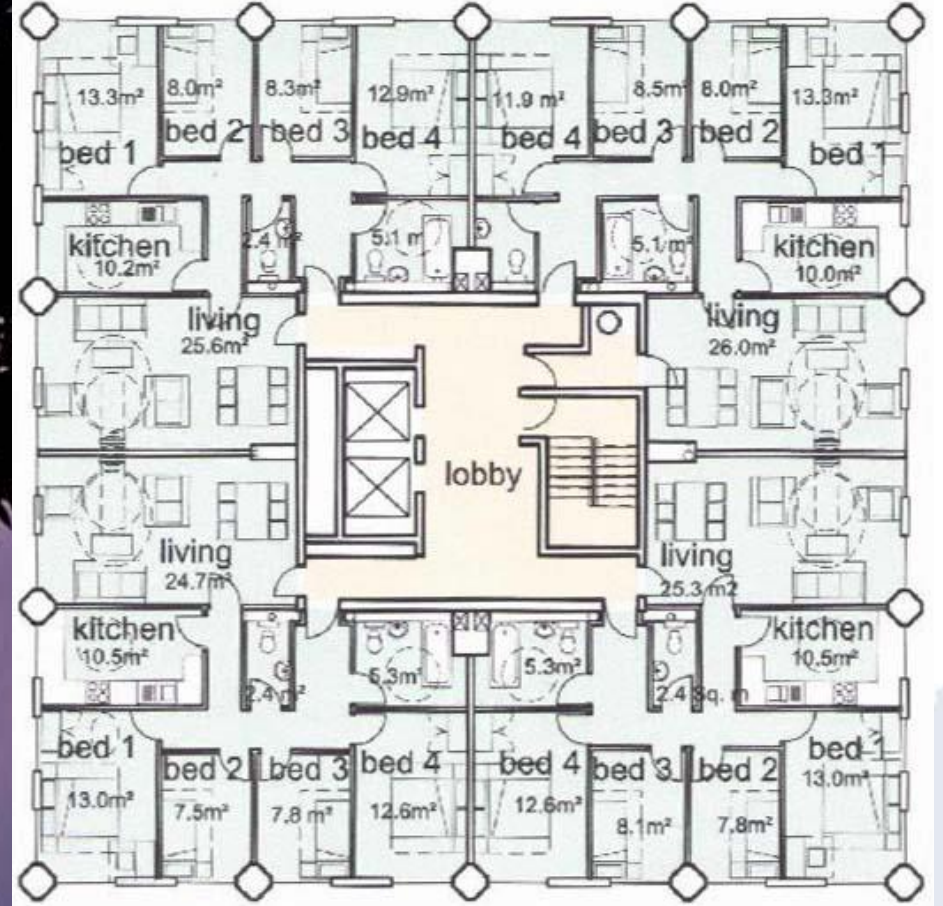 13.3m²
8.0m²
8.3m²
12.9m²
11.9 m²
8.5m²
8.0m²
13.3m²
bed 1
bed 2
bed 3
bed 4
bed 4
bed 3
bed 2
bed 1
kitchen
10.2m²
2.4 m²
5.1 m
5.1 m²
kitchen
10.0m²
living
25.6m²
living
26.0m²
lobby
living
24.7m²
living
25.3 m2
kitchen
10.5m²
2.4 m²
5.3m²
5.3m²
2.4 Sq. m
kitchen
10.5m²
bed 1
bed 2
bed 3
bed 4
bed 4
bed 3
bed 2
bed 1
13.0m²
7.5m²
7.8 m²
12.6m²
12.6m²
8.1m²
7.8m²
13.0m²